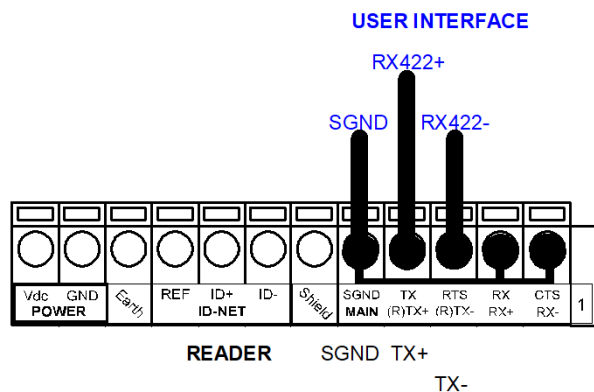 USER INTERFACE
RX422+
SGND RX422-
Vdc GND Earth REF ID+ ID- Shield SGND TX RTS RX CTS
POWER ID-NET MAIN (R)TX+ (R)TX- RX+ RX- 1
READER SGND TX+
TX-